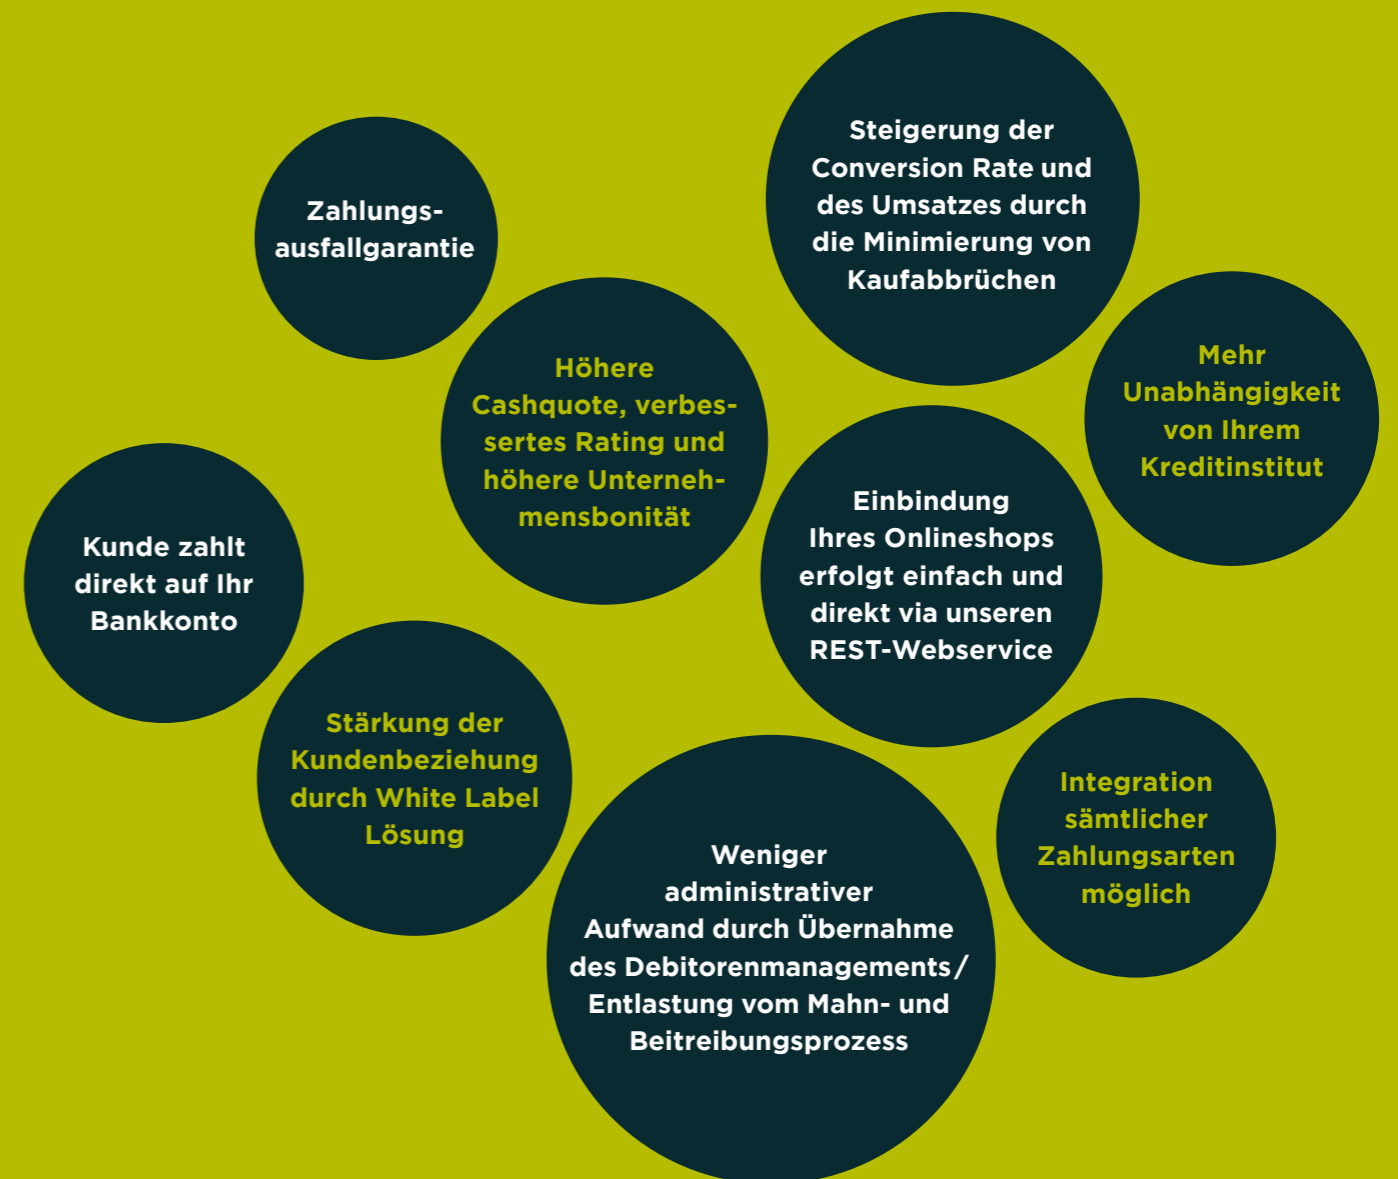 Zahlungs-
ausfallgarantie
Steigerung der
Conversion Rate und
des Umsatzes durch
die Minimierung von
Kaufabbrüchen
Höhere
Cashquote, verbes-
sertes Rating und
höhere Unterneh-
mensbonität
Mehr
Unabhängigkeit
von Ihrem
Kreditinstitut
Kunde zahlt
direkt auf Ihr
Bankkonto
Einbindung
Ihres Onlineshops
erfolgt einfach und
direkt via unseren
REST-Webservice
Stärkung der
Kundenbeziehung
durch White Label
Lösung
Integration
sämtlicher
Zahlungsarten
möglich
Weniger
administrativer
Aufwand durch Übernahme
des Debitorenmanagements/
Entlastung vom Mahn- und
Beitreibungsprozess